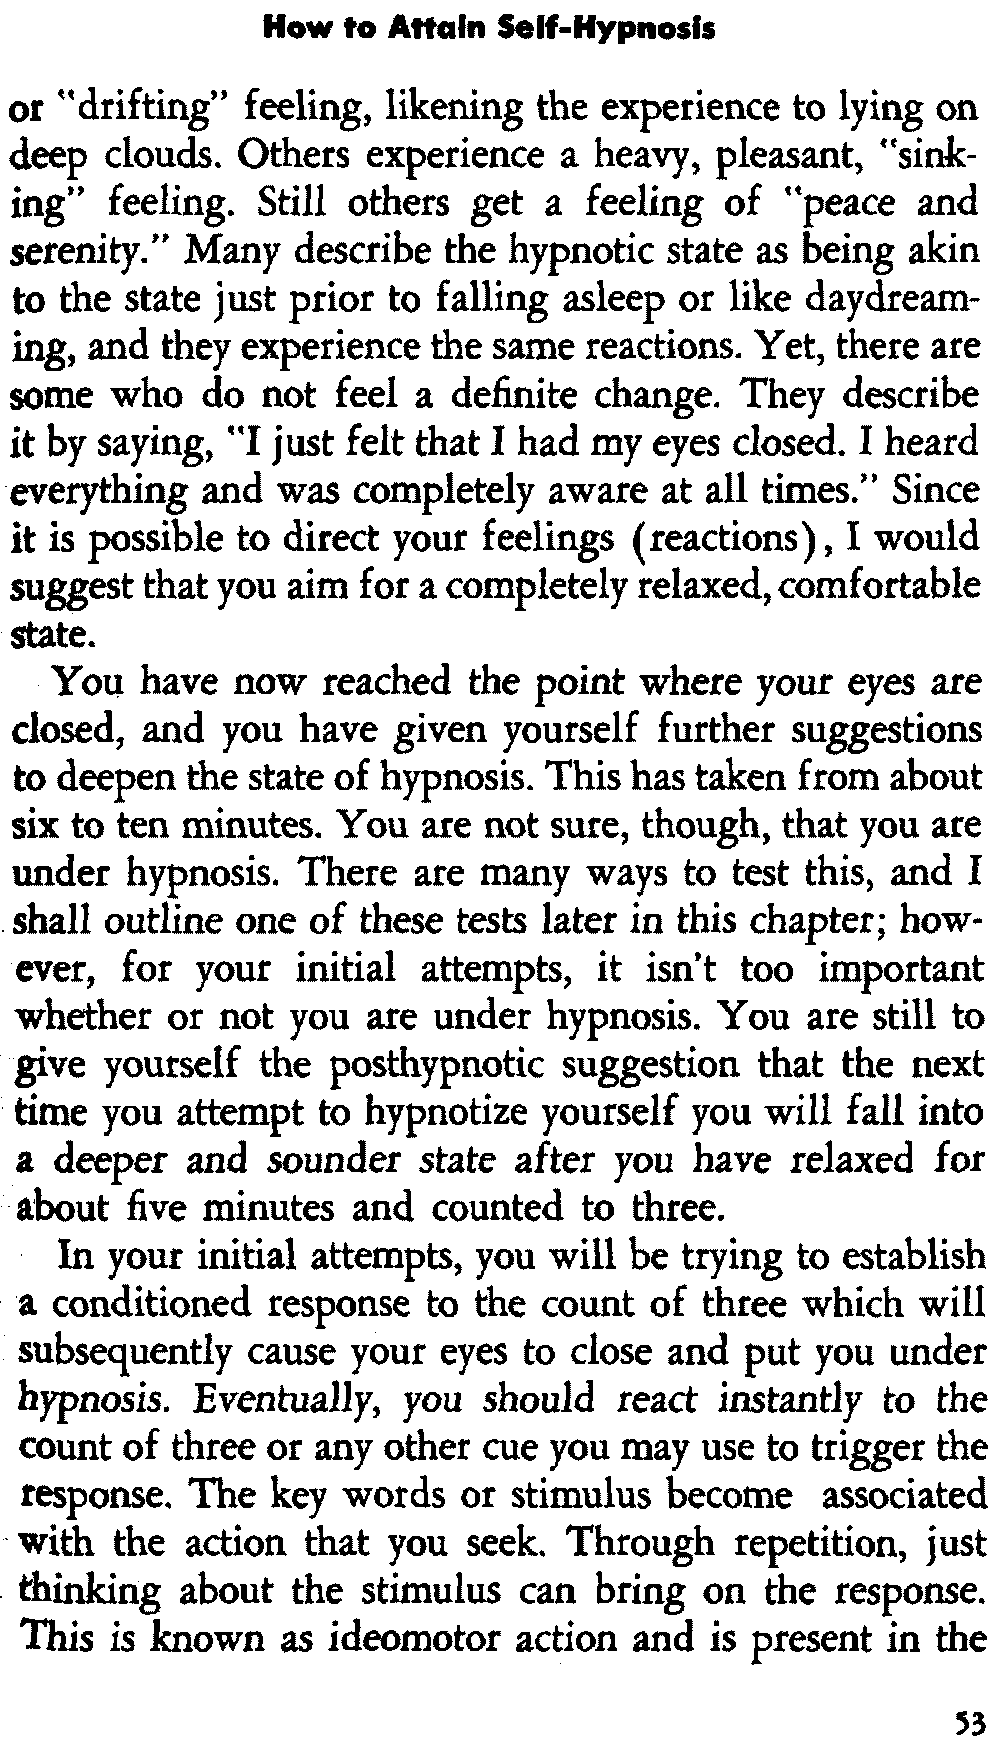 How to Attain Self-Hypnosis
or "drifting" feeling, likening the experience to lying on
deep clouds. Others experience a heavy, pleasant, "sink-
ing" feeling. Still others get a feeling of "peace and
serenity." Many describe the hypnotic state as being akin
to the state just prior to falling asleep or like daydream-
ing, and they experience the same reactions. Yet, there are
some who do not feel a definite change. They describe
it by saying, "I just felt that I had my eyes closed. I heard
everything and was completely aware at all times." Since
it is possible to direct your feelings (reactions), I would
suggest that you aim for a completely relaxed, comfortable
state.
You have now reached the point where your eyes are
closed, and you have given yourself further suggestions
to deepen the state of hypnosis. This has taken from about
six to ten minutes. You are not sure, though, that you are
under hypnosis. There are many ways to test this, and I
shall outline one of these tests later in this chapter; how-
ever, for your initial attempts, it isn't too important
whether or not you are under hypnosis. You are still to
give yourself the posthypnotic suggestion that the next
time you attempt to hypnotize yourself you will fall into
a deeper and sounder state after you have relaxed for
about five minutes and counted to three.
In your initial attempts, you will be trying to establish
a conditioned response to the count of three which will
subsequently cause your eyes to close and put you under
hypnosis. Eventually, you should react instantly to the
count of three or any other cue you may use to trigger the
response. The key words or stimulus become associated
with the action that you seek. Through repetition, just
thinking about the stimulus can bring on the response.
This is known as ideomotor action and is present in the
53